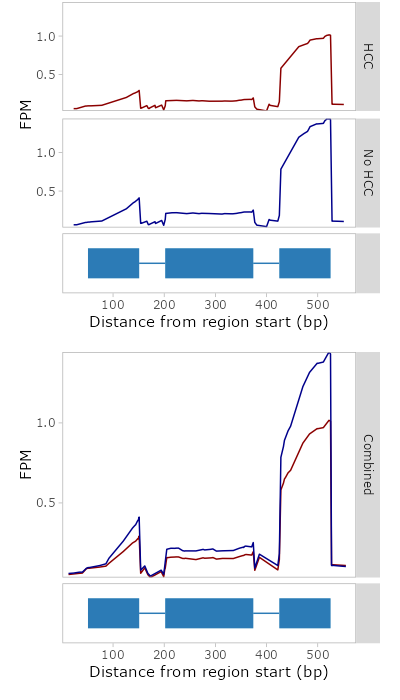 1.0
0.5
HCC
FPM
1.0
0.5
No HCC
100 200 300 400 500
Distance from region start (bp)
1.0
0.5
FPM
Combined
100 200 300 400 500
Distance from region start (bp)